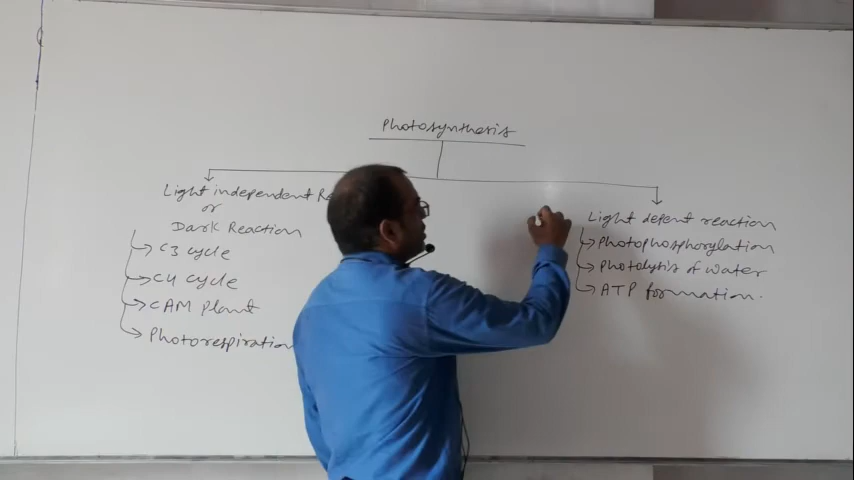 Photosynthesis
Light independent R
or
Dark Reaction
C3 cycle
C4 cycle
CAM Plant
Photorespiration
Light depent reaction
Photophosphorylation
Photolysis of water
ATP formation.